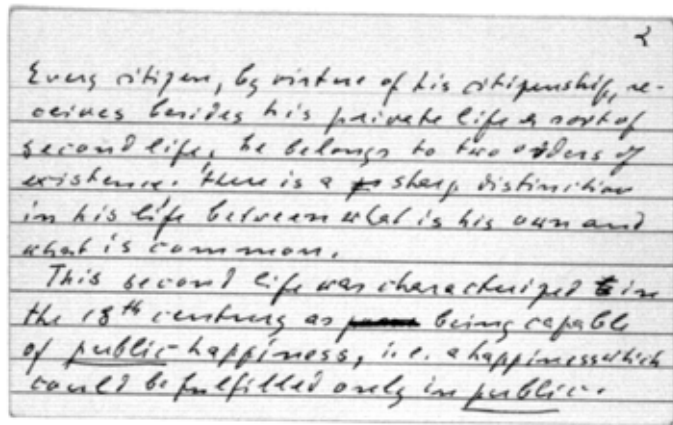 2
Every citizen, by virtue of his citizenship, re-
ceives besides his private life a sort of
second life, he belongs to two orders of
existence. There is a sharp distinction
in his life between what is his own and
what is common.
This second life was characterized in
the 18th century as being capable
of public happiness, i.e. a happiness which
could be fulfilled only in public.